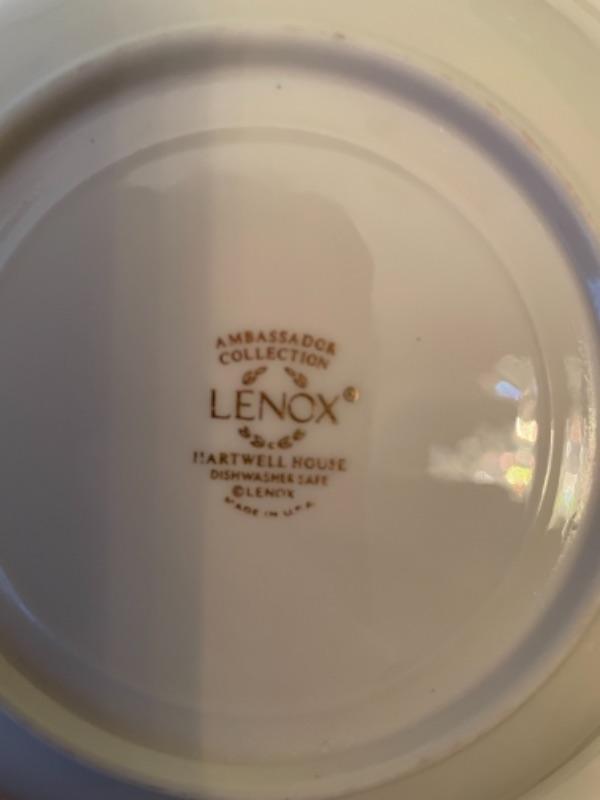 AMBASSADOR
COLLECTION
LENOX®
HARTWELL HOUSE
DISHWASHER SAFE
©LENOX
MADE IN U.S.A.